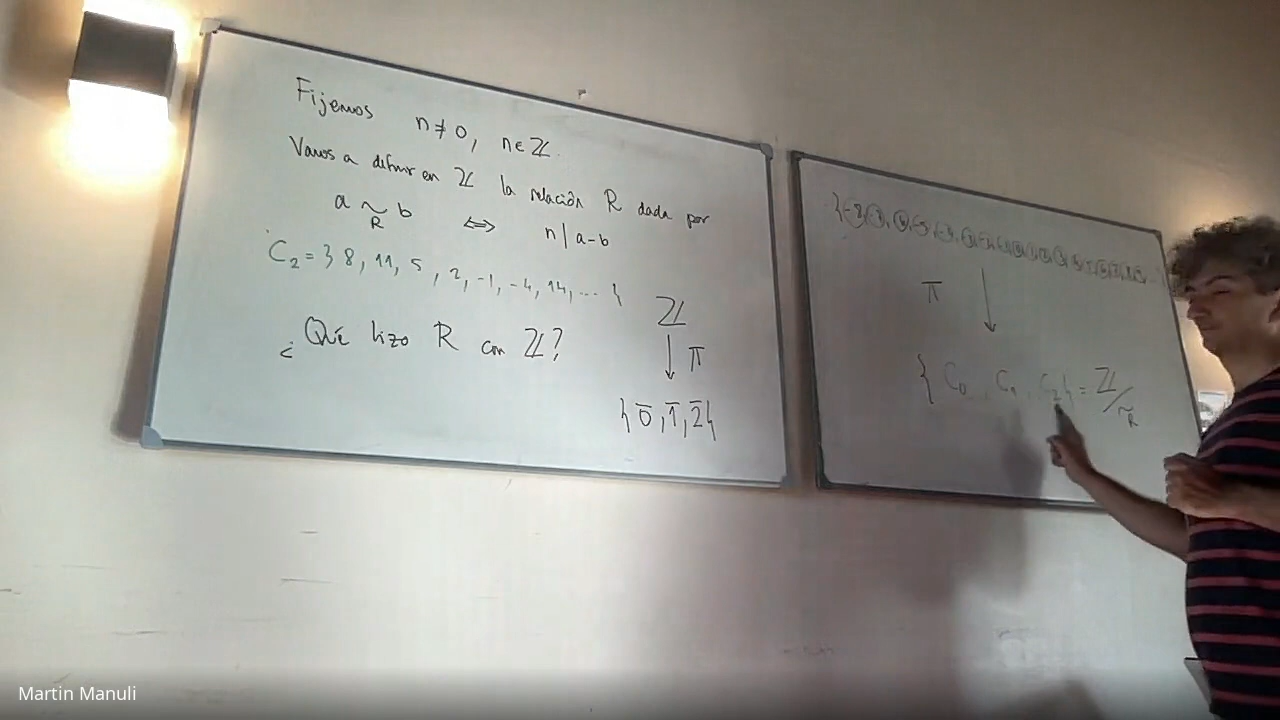 Fijemos n≠0, n∈ℤ.
Vamos a definir en ℤ la relación R dada por
a ~ b ⟺ n | a-b
R
C₂ = { 8, 11, 5, 2, -1, -4, 14, ... }
¿Qué hizo R con ℤ?
ℤ
↓ π
{ 0̄, 1̄, 2̄ }
π ↓
{ C₀, C₁, C₂ } = ℤ/~
R
Martin Manuli